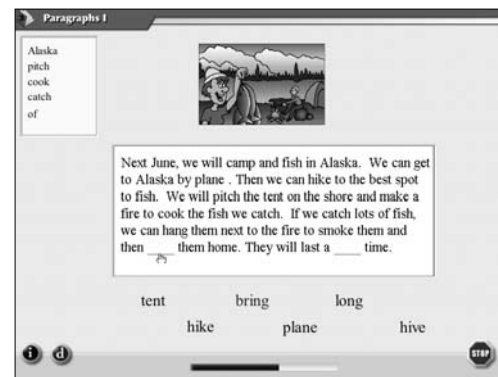 Paragraphs I
Alaska
pitch
cook
catch
of
Next June, we will camp and fish in Alaska. We can get
to Alaska by plane . Then we can hike to the best spot
to fish. We will pitch the tent on the shore and make a
fire to cook the fish we catch. If we catch lots of fish,
we can hang them next to the fire to smoke them and
then ____ them home. They will last a ____ time.
tent bring long
hike plane hive
i d STOP